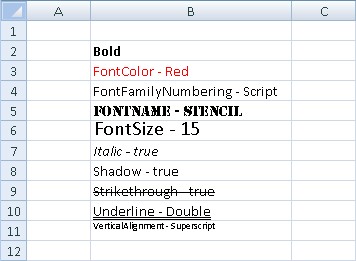 A B C
1
2 Bold
3 FontColor - Red
4 FontFamilyNumbering - Script
5 FONTNAME - STENCIL
6 FontSize - 15
7 Italic - true
8 Shadow - true
9 Strikethrough - true
10 Underline - Double
11 VerticalAlignment - Superscript
12